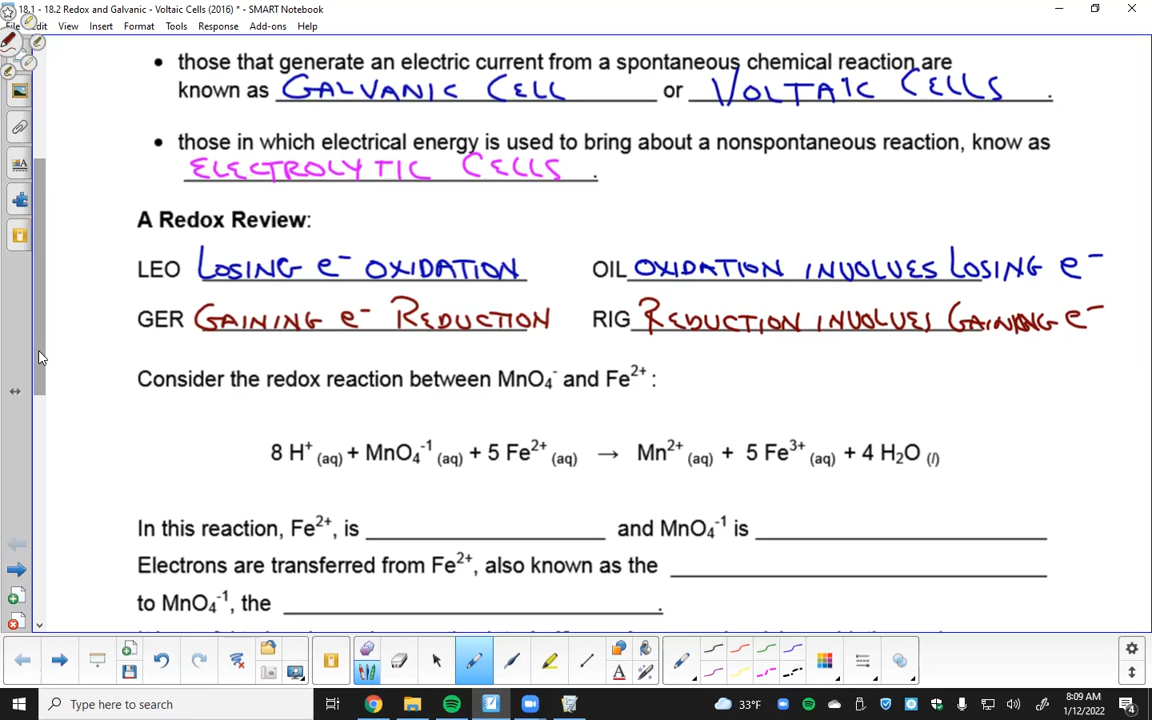 18.1 - 18.2 Redox and Galvanic - Voltaic Cells (2016) * - SMART Notebook
File Edit View Insert Format Tools Response Add-ons Help
• those that generate an electric current from a spontaneous chemical reaction are
known as GALVANIC CELL or VOLTAIC CELLS .
• those in which electrical energy is used to bring about a nonspontaneous reaction, know as
ELECTROLYTIC CELLS .
A Redox Review:
LEO LOSING e⁻ OXIDATION OIL OXIDATION INVOLVES LOSING e⁻
GER GAINING e⁻ REDUCTION RIG REDUCTION INVOLVES GAINING e⁻
Consider the redox reaction between MnO₄⁻ and Fe²⁺ :
8 H⁺ (aq) + MnO₄⁻¹ (aq) + 5 Fe²⁺ (aq) → Mn²⁺ (aq) + 5 Fe³⁺ (aq) + 4 H₂O (l)
In this reaction, Fe²⁺, is ____ and MnO₄⁻¹ is ____
Electrons are transferred from Fe²⁺, also known as the ____
to MnO₄⁻¹, the ____ .
Type here to search
33°F
8:09 AM
1/12/2022
4